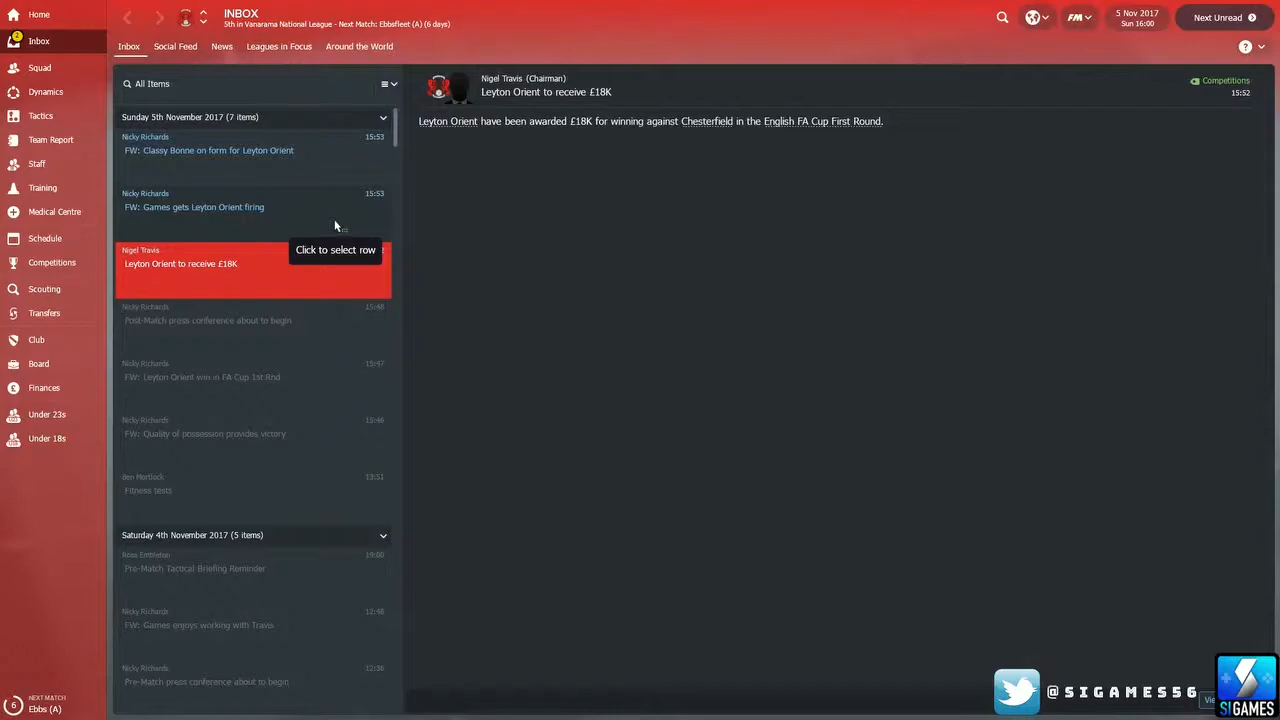 Home
INBOX
5th in Vanarama National League - Next Match: Ebbsfleet (A) (6 days)
FM
5 Nov 2017
Sun 16:00
Next Unread
2
Inbox
Inbox
Social Feed
News
Leagues in Focus
Around the World
?
Squad
Dynamics
Tactics
Team Report
Staff
Training
Medical Centre
Schedule
Competitions
Scouting
Transfers
Club
Board
Finances
Under 23s
Under 18s
6
NEXT MATCH
Ebbs (A)
All Items
Sunday 5th November 2017 (7 items)
Nicky Richards 15:53
FW: Classy Bonne on form for Leyton Orient
Nicky Richards 15:53
FW: Games gets Leyton Orient firing
Click to select row
Nigel Travis
Leyton Orient to receive £18K
Nicky Richards 15:48
Post-Match press conference about to begin
Nicky Richards 15:47
FW: Leyton Orient win in FA Cup 1st Rnd
Nicky Richards 15:46
FW: Quality of possession provides victory
Ben Mortlock 13:51
Fitness tests
Saturday 4th November 2017 (5 items)
Ross Embleton 19:00
Pre-Match Tactical Briefing Reminder
Nicky Richards 12:48
FW: Games enjoys working with Travis
Nicky Richards 12:36
Pre-Match press conference about to begin
Nigel Travis (Chairman)
Leyton Orient to receive £18K
Competitions
15:52
Leyton Orient have been awarded £18K for winning against Chesterfield in the English FA Cup First Round.
@SIGAMES56
SIGAMES